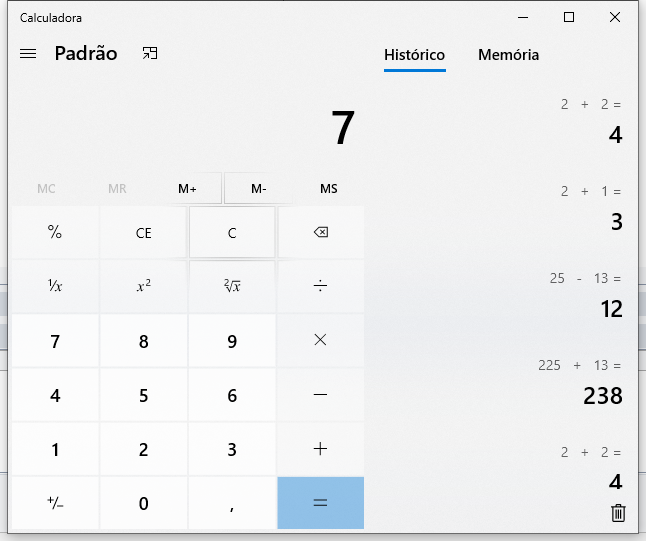 Calculadora
Padrão
Histórico Memória
7
MC MR M+ M- MS
% CE C
¹/x x² ²√x ÷
7 8 9 ×
4 5 6 −
1 2 3 +
+/− 0 , =
2 + 2 =
4
2 + 1 =
3
25 - 13 =
12
225 + 13 =
238
2 + 2 =
4